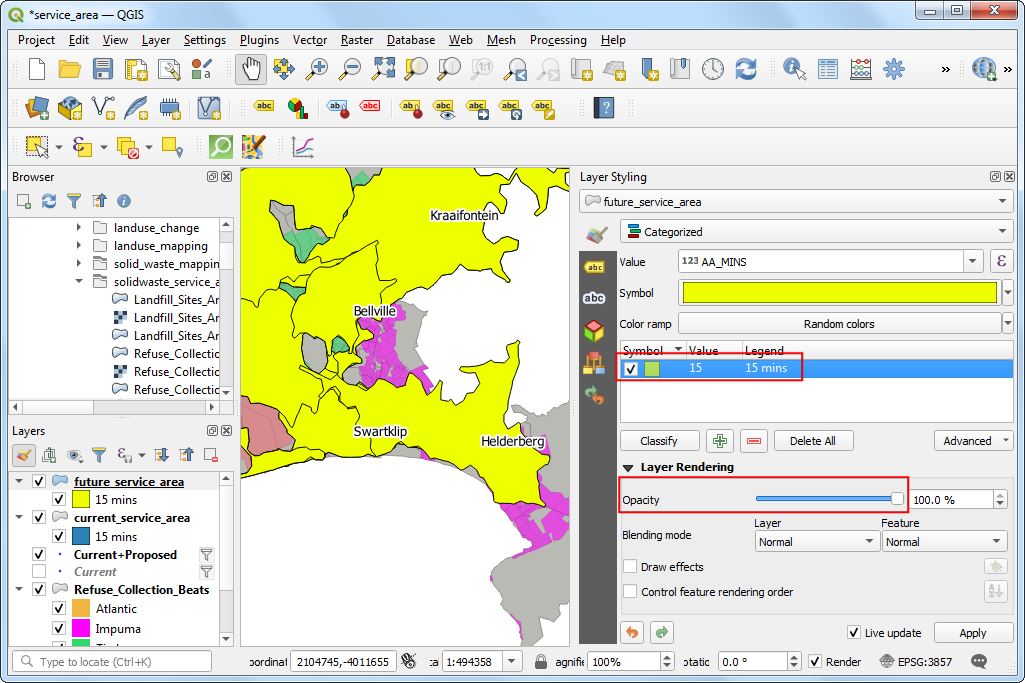 *service_area — QGIS
Project Edit View Layer Settings Plugins Vector Raster Database Web Mesh Processing Help
Browser
landuse_change
landuse_mapping
solid_waste_mappin
solidwaste_service_a
Landfill_Sites_Ar
Landfill_Sites_Ar
Landfill_Sites_Ar
Refuse_Collectio
Refuse_Collectio
Refuse_Collectio
Layers
future_service_area
15 mins
current_service_area
15 mins
Current+Proposed
Current
Refuse_Collection_Beats
Atlantic
Impuma
Kraaifontein
Bellville
Swartklip
Helderberg
Layer Styling
future_service_area
Categorized
Value 123 AA_MINS ε
Symbol
Color ramp Random colors
Symbol Value Legend
15 15 mins
Classify Delete All Advanced
Layer Rendering
Opacity 100.0 %
Layer Feature
Blending mode Normal Normal
Draw effects
Control feature rendering order
Live update Apply
Type to locate (Ctrl+K) oordinat 2104745,-4011655 1:494358 agnifie 100% otatio 0.0 ° Render EPSG:3857